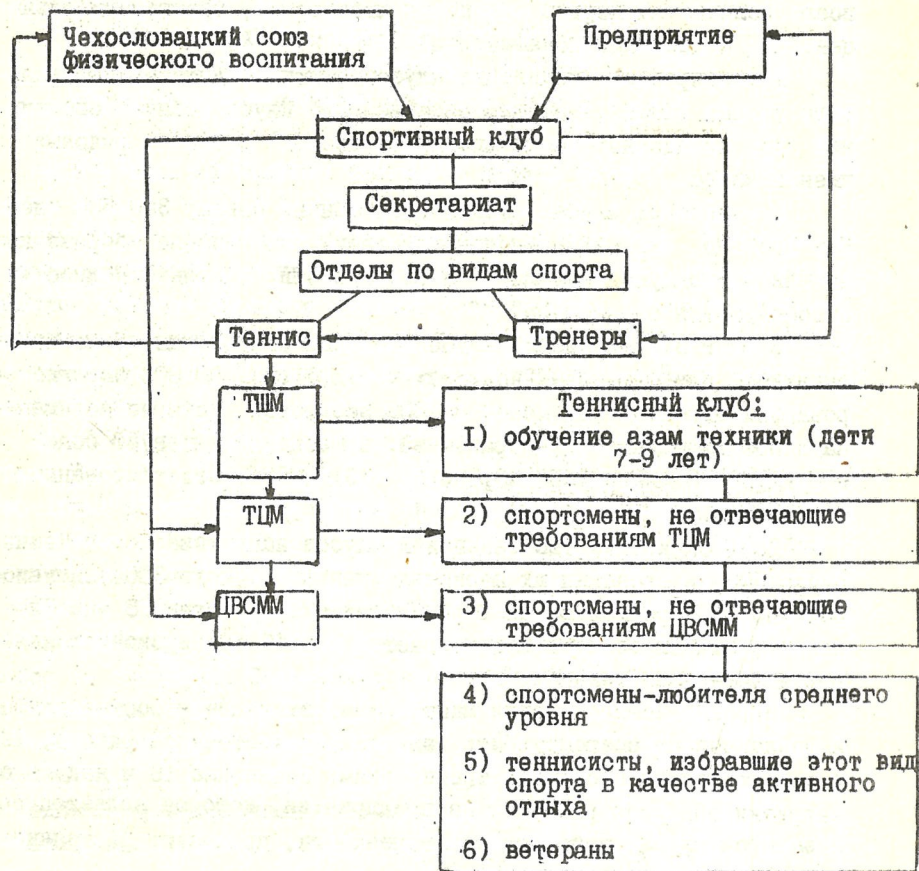 Чехословацкий союз
физического воспитания
Предприятие
Спортивный клуб
Секретариат
Отделы по видам спорта
Теннис
Тренеры
ТШМ
Теннисный клуб:
1) обучение азам техники (дети
7-9 лет)
ТЦМ
2) спортсмены, не отвечающие
требованиям ТЦМ
ЦВСММ
3) спортсмены, не отвечающие
требованиям ЦВСММ
4) спортсмены-любителя среднего
уровня
5) теннисисты, избравшие этот вид
спорта в качестве активного
отдыха
6) ветераны